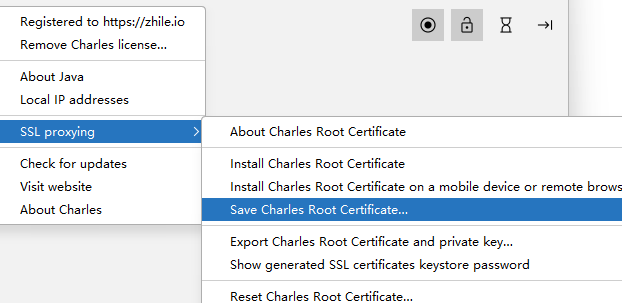 Registered to https://zhile.io
Remove Charles license...
About Java
Local IP addresses
SSL proxying
About Charles Root Certificate
Check for updates
Install Charles Root Certificate
Visit website
Install Charles Root Certificate on a mobile device or remote brows
About Charles
Save Charles Root Certificate...
Export Charles Root Certificate and private key...
Show generated SSL certificates keystore password
Reset Charles Root Certificate...